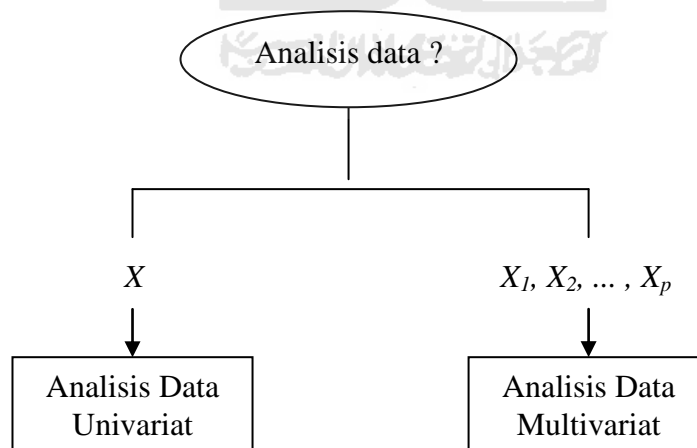 Analisis data ?
X
X1, X2, ... , Xp
Analisis Data
Univariat
Analisis Data
Multivariat